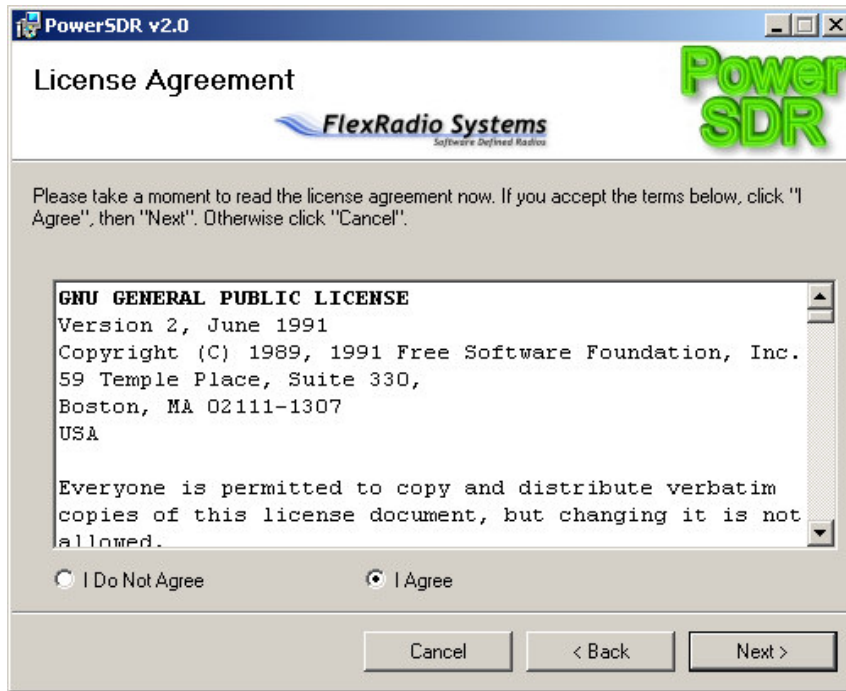 PowerSDR v2.0
License Agreement
Power
SDR
FlexRadio Systems
Software Defined Radios
Please take a moment to read the license agreement now. If you accept the terms below, click "I
Agree", then "Next". Otherwise click "Cancel".
GNU GENERAL PUBLIC LICENSE
Version 2, June 1991
Copyright (C) 1989, 1991 Free Software Foundation, Inc.
59 Temple Place, Suite 330,
Boston, MA 02111-1307
USA
Everyone is permitted to copy and distribute verbatim
copies of this license document, but changing it is not
allowed.
I Do Not Agree
I Agree
Cancel
< Back
Next >